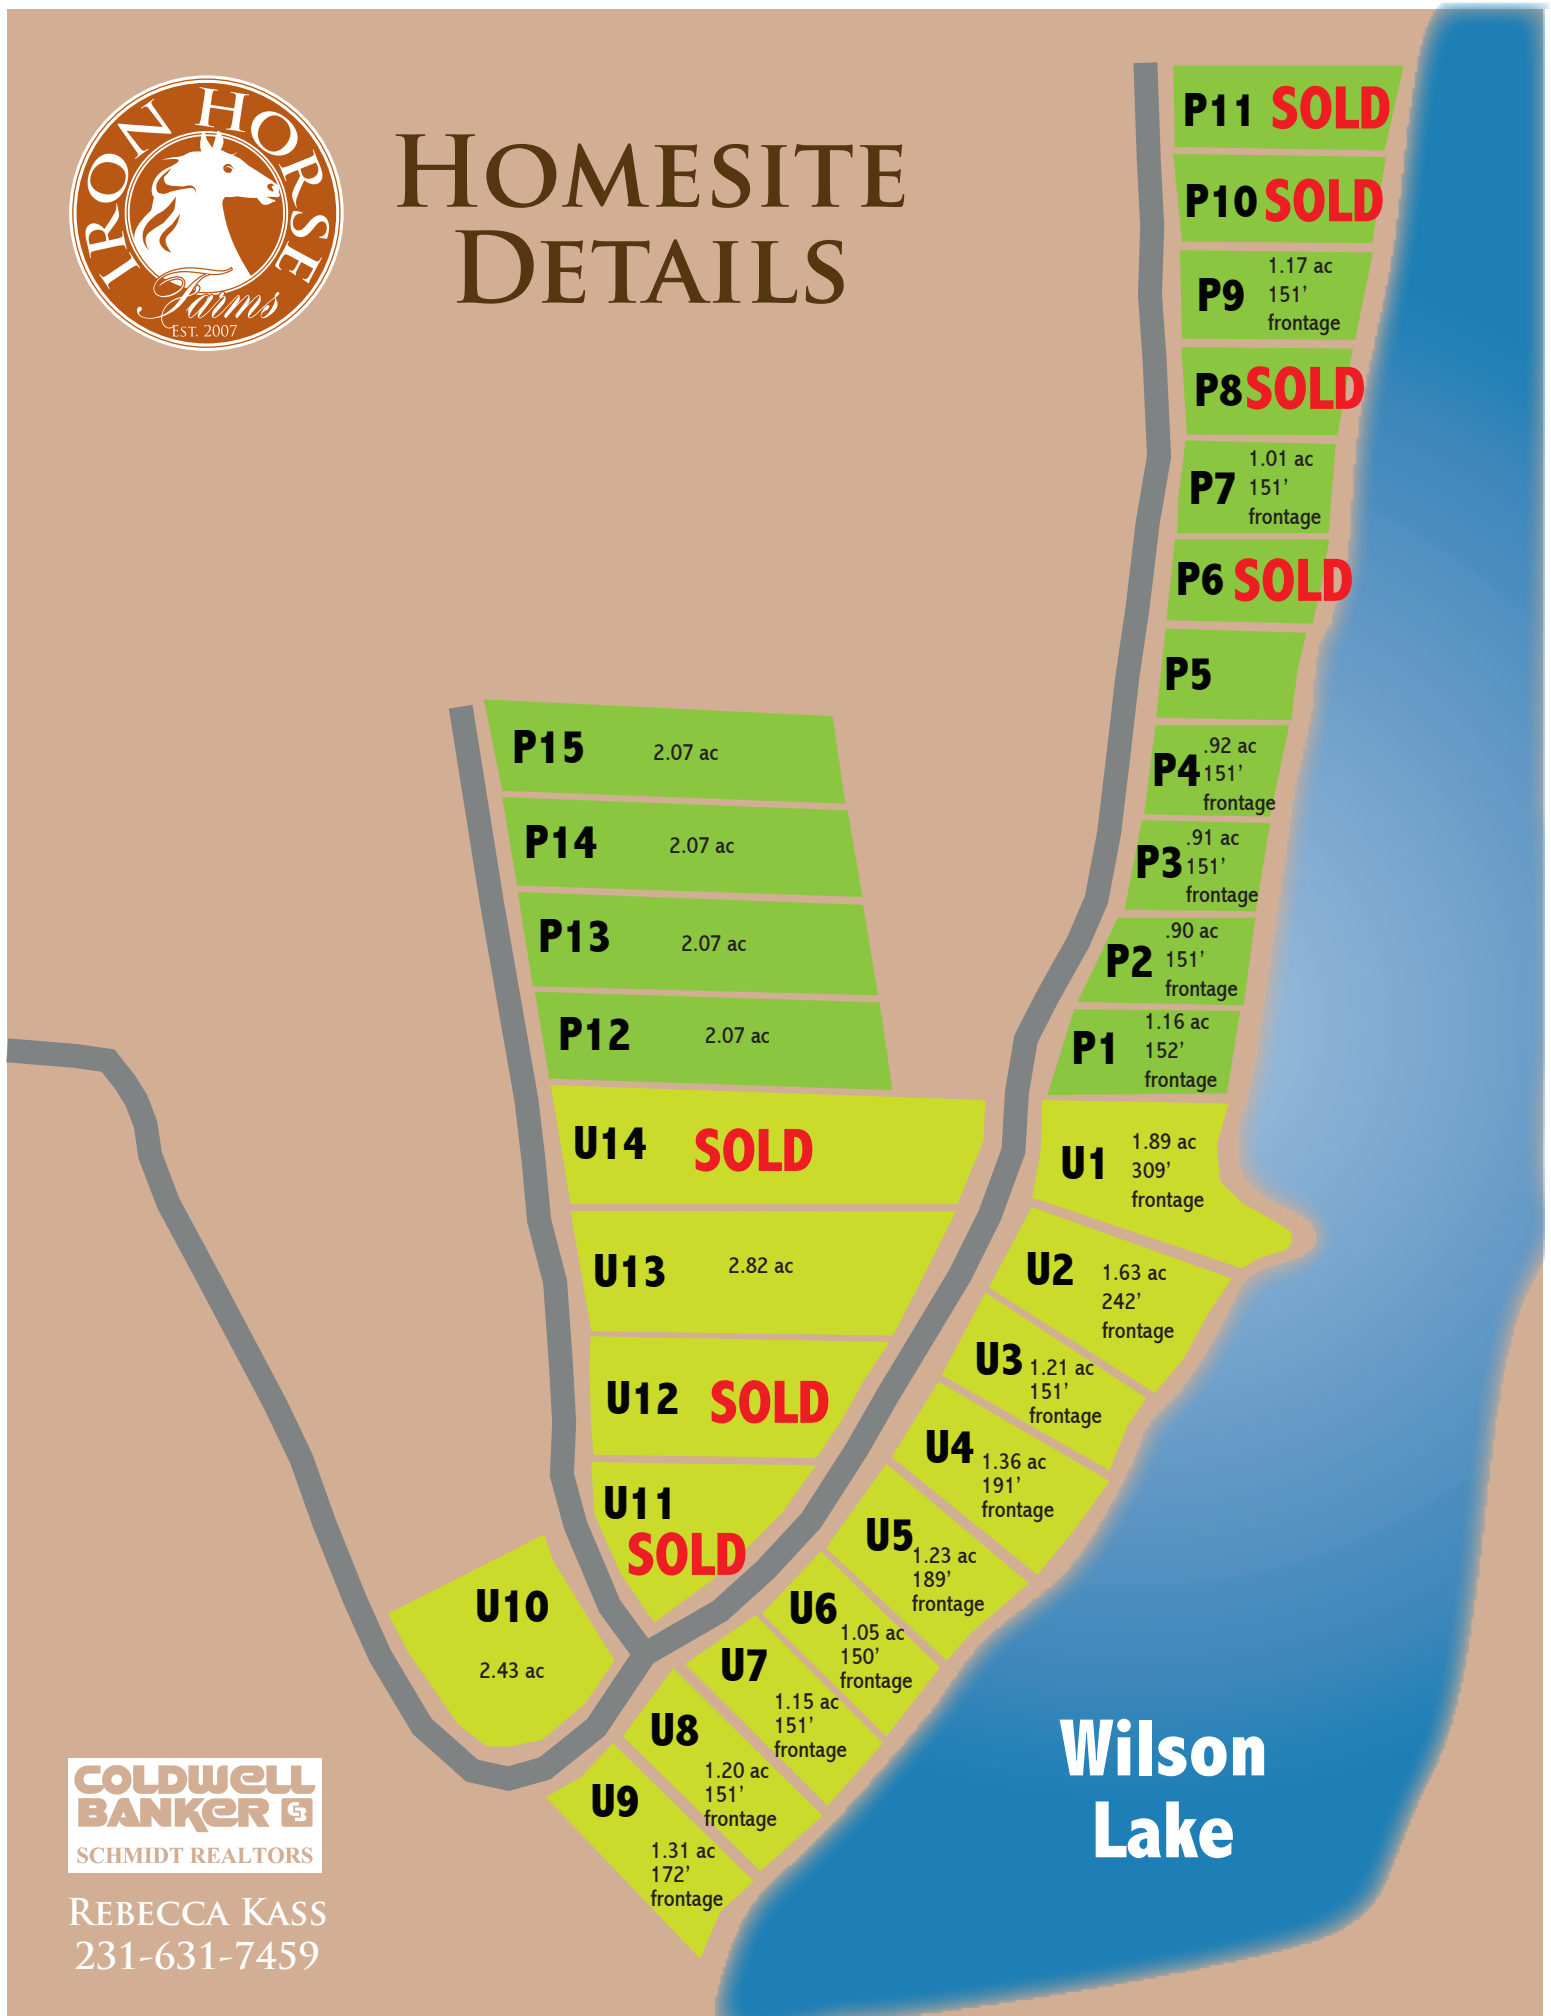 IRON HORSE
Farms
EST. 2007
HOMESITE
DETAILS
P11 SOLD
P10 SOLD
P9
1.17 ac
151’
frontage
P8 SOLD
P7
1.01 ac
151’
frontage
P6 SOLD
P5
P4
.92 ac
151’
frontage
P3
.91 ac
151’
frontage
P2
.90 ac
151’
frontage
P1
1.16 ac
152’
frontage
P15 2.07 ac
P14 2.07 ac
P13 2.07 ac
P12 2.07 ac
U14 SOLD
U13 2.82 ac
U12 SOLD
U11
SOLD
U10
2.43 ac
U1
1.89 ac
309’
frontage
U2
1.63 ac
242’
frontage
U3
1.21 ac
151’
frontage
U4
1.36 ac
191’
frontage
U5
1.23 ac
189’
frontage
U6
1.05 ac
150’
frontage
U7
1.15 ac
151’
frontage
U8
1.20 ac
151’
frontage
U9
1.31 ac
172’
frontage
Wilson
Lake
COLDWELL
BANKER CB
SCHMIDT REALTORS
REBECCA KASS
231-631-7459